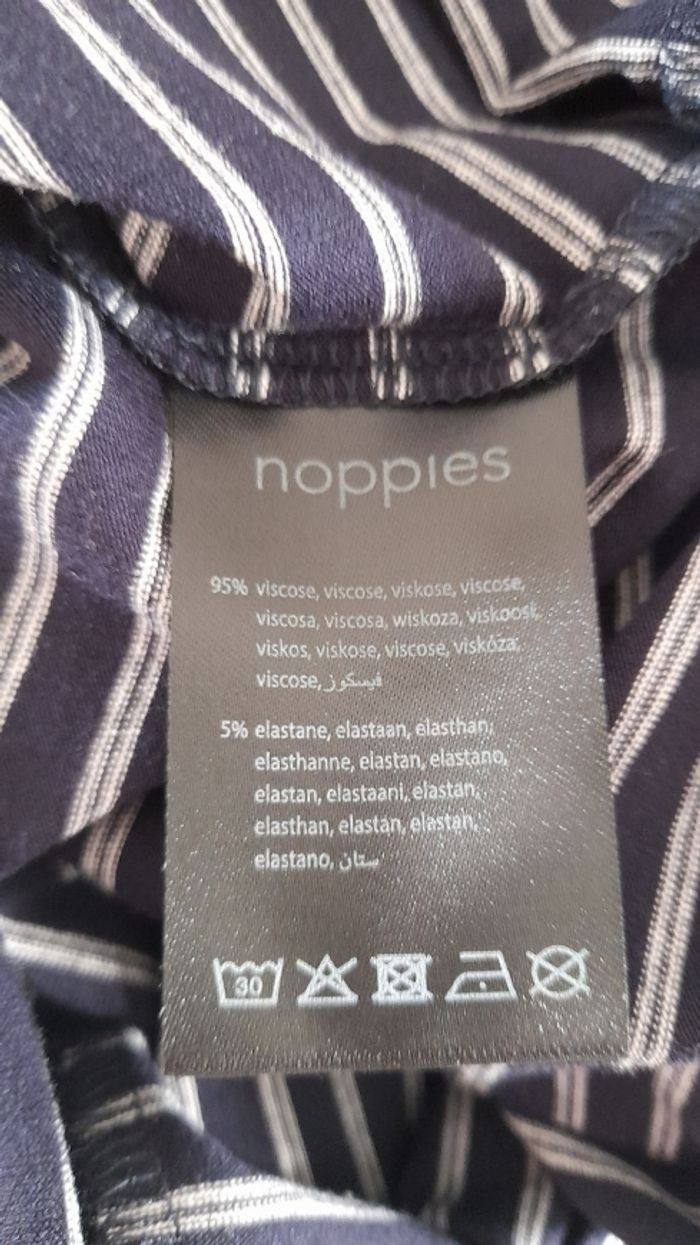 noppies
95% viscose, viscose, viskose, viscose,
viscosa, viscosa, wiskoza, viskoosi,
viskos, viskose, viscose, viskóza,
viscose, فيسكوز
5% elastane, elastaan, elasthan,
elasthanne, elastan, elastano,
elastan, elastaani, elastan,
elasthan, elastan, elastan,
elastano, ستان
30